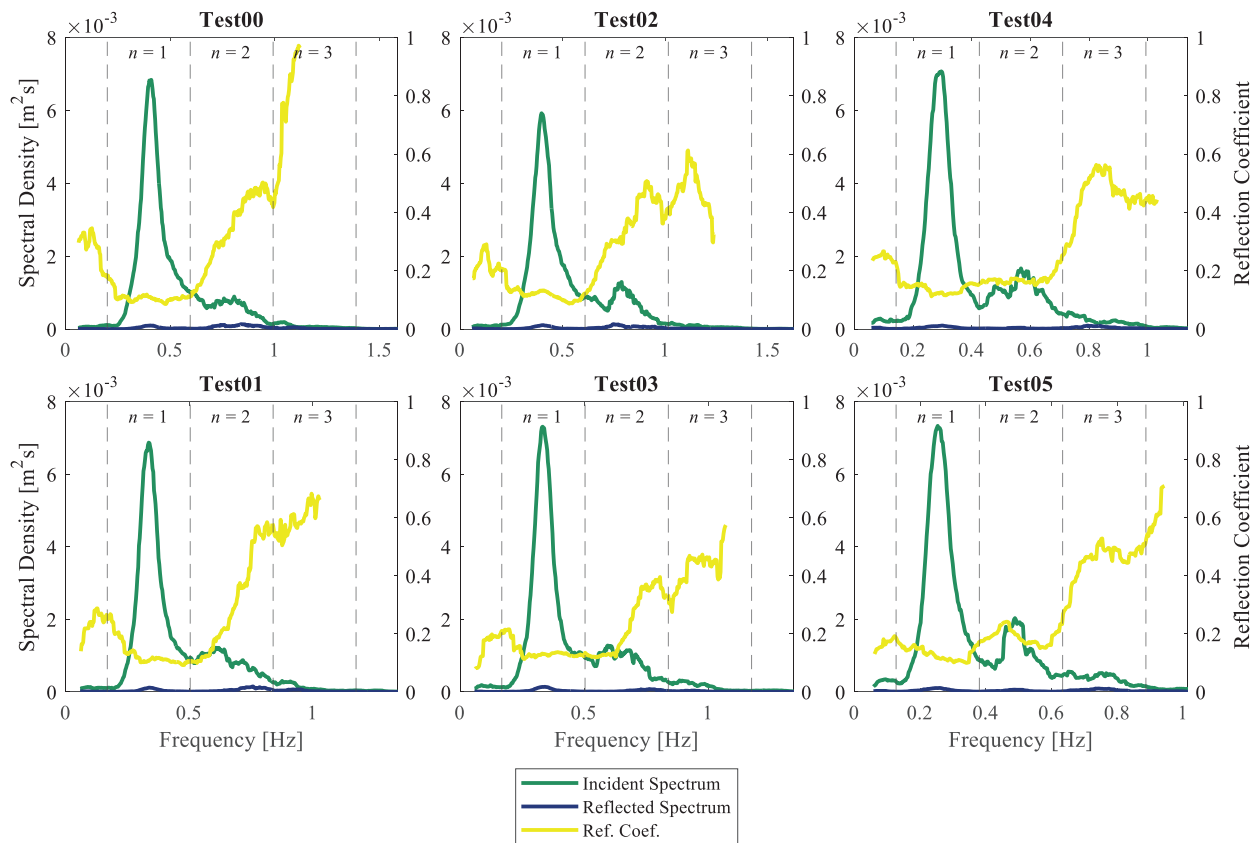 Test00
Test02
Test04
×10⁻³
×10⁻³
×10⁻³
n = 1
n = 2
n = 3
n = 1
n = 2
n = 3
n = 1
n = 2
n = 3
Spectral Density [m² s]
8
6
4
2
0
0
0.5
1
1.5
1
0.8
0.6
0.4
0.2
0
8
6
4
2
0
0
0.5
1
1.5
1
0.8
0.6
0.4
0.2
0
8
6
4
2
0
0
0.2
0.4
0.6
0.8
1
1
0.8
0.6
0.4
0.2
0
Reflection Coefficient
Test01
Test03
Test05
×10⁻³
×10⁻³
×10⁻³
n = 1
n = 2
n = 3
n = 1
n = 2
n = 3
n = 1
n = 2
n = 3
Spectral Density [m² s]
8
6
4
2
0
0
0.5
1
1
0.8
0.6
0.4
0.2
0
8
6
4
2
0
0
0.5
1
1
0.8
0.6
0.4
0.2
0
8
6
4
2
0
0
0.2
0.4
0.6
0.8
1
1
0.8
0.6
0.4
0.2
0
Reflection Coefficient
Frequency [Hz]
Frequency [Hz]
Frequency [Hz]
Incident Spectrum
Reflected Spectrum
Ref. Coef.